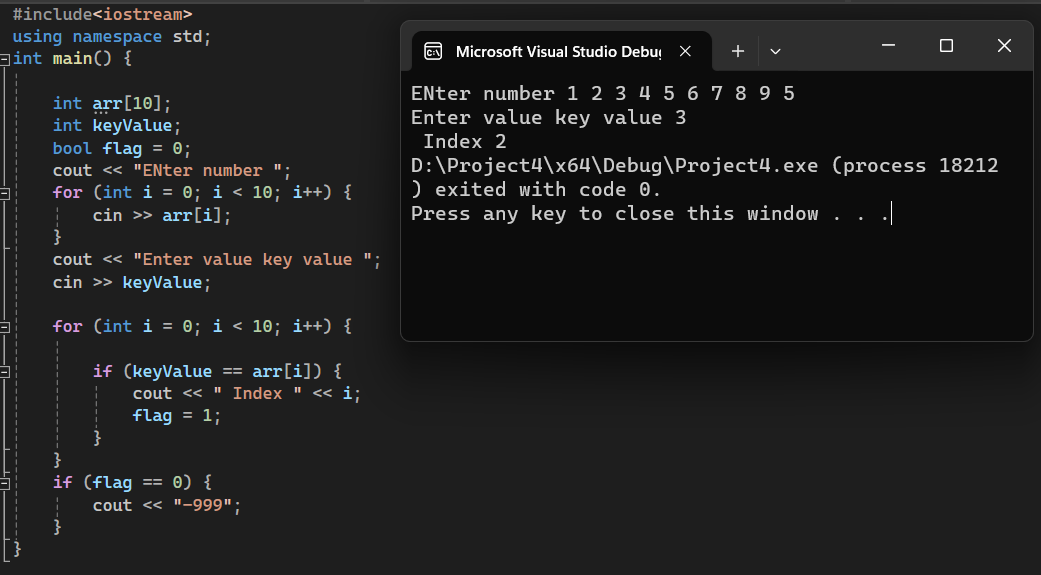 #include<iostream>
using namespace std;
int main() {
int arr[10];
int keyValue;
bool flag = 0;
cout << "ENter number ";
for (int i = 0; i < 10; i++) {
cin >> arr[i];
}
cout << "Enter value key value ";
cin >> keyValue;
for (int i = 0; i < 10; i++) {
if (keyValue == arr[i]) {
cout << " Index " << i;
flag = 1;
}
}
if (flag == 0) {
cout << "-999";
}
}
Microsoft Visual Studio Debu
ENter number 1 2 3 4 5 6 7 8 9 5
Enter value key value 3
Index 2
D:\Project4\x64\Debug\Project4.exe (process 18212
) exited with code 0.
Press any key to close this window . . .